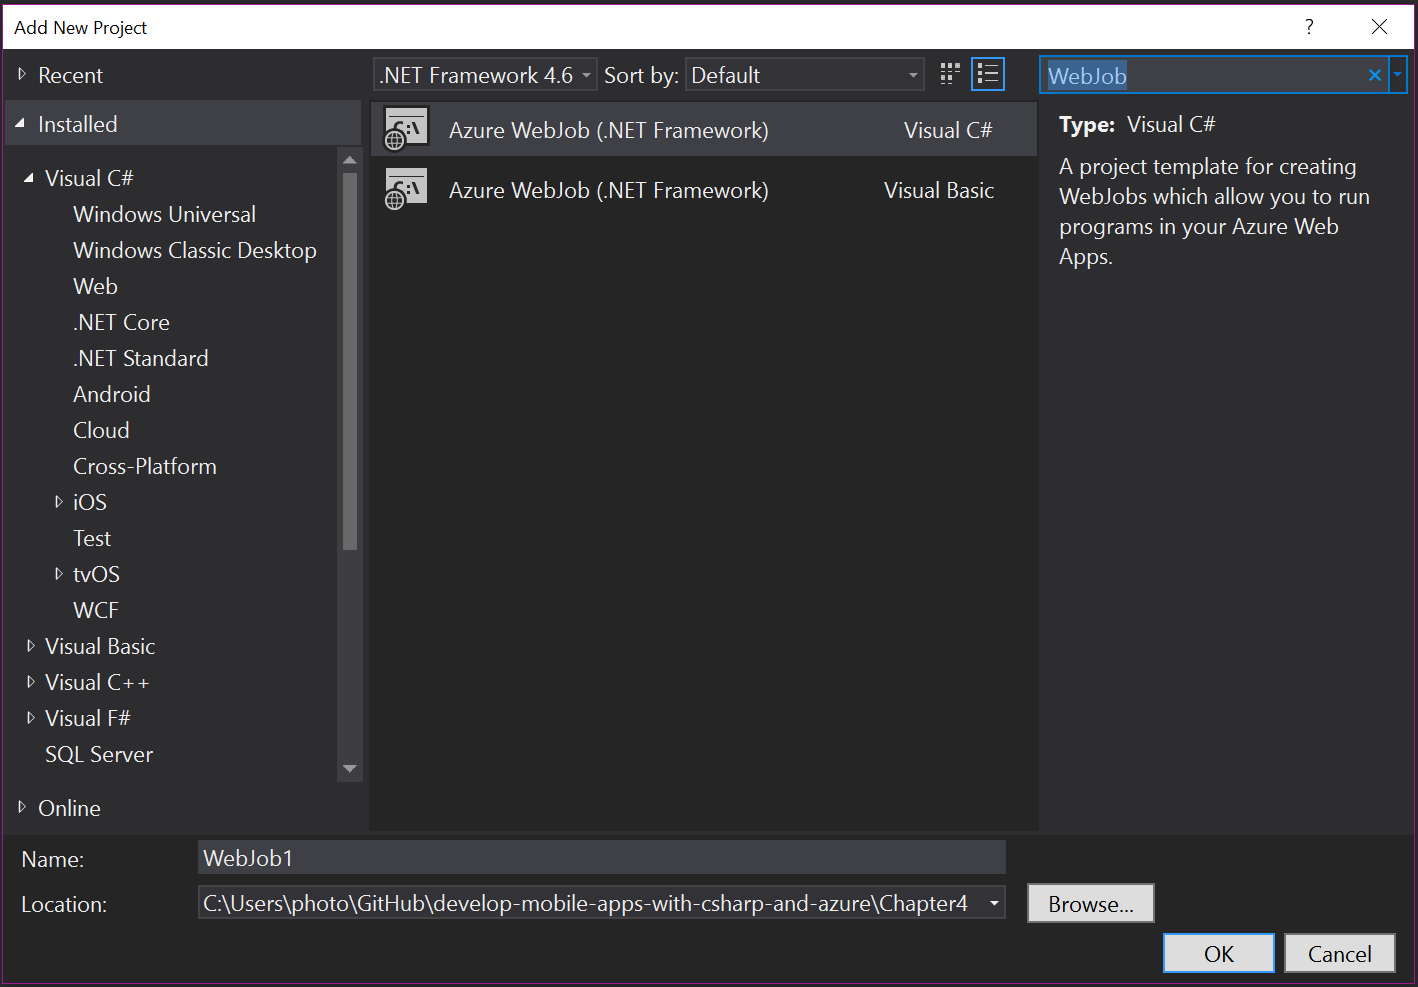 Add New Project
?
Recent
.NET Framework 4.6
Sort by:
Default
WebJob
Installed
Visual C#
Windows Universal
Windows Classic Desktop
Web
.NET Core
.NET Standard
Android
Cloud
Cross-Platform
iOS
Test
tvOS
WCF
Visual Basic
Visual C++
Visual F#
SQL Server
Online
C:\
Azure WebJob (.NET Framework)
Visual C#
C:\
Azure WebJob (.NET Framework)
Visual Basic
Type: Visual C#
A project template for creating
WebJobs which allow you to run
programs in your Azure Web
Apps.
Name:
WebJob1
Location:
C:\Users\photo\GitHub\develop-mobile-apps-with-csharp-and-azure\Chapter4
Browse...
OK
Cancel